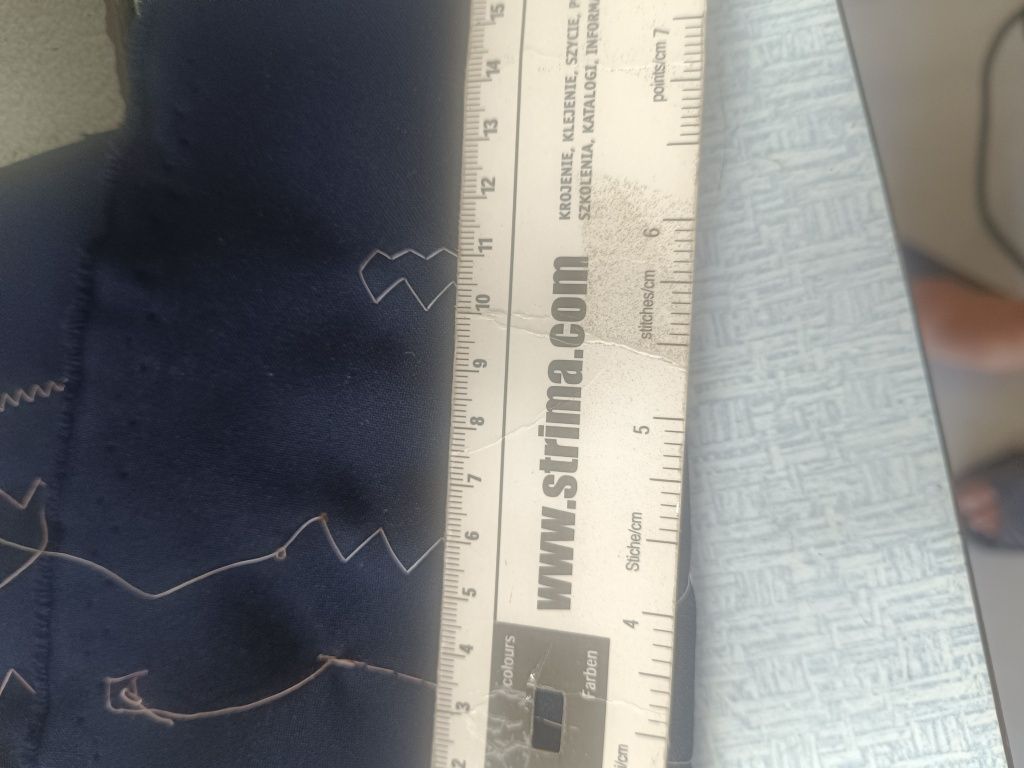 2 3 4 5 6 7 8 9 10 11 12 13 14 15
KROJENIE, KLEJENIE, SZYCIE,
SZKOLENIA, KATALOGI,
www.strima.com
colours
Farben
Stiche/cm
stitches/cm
points/cm
4 5 6 7